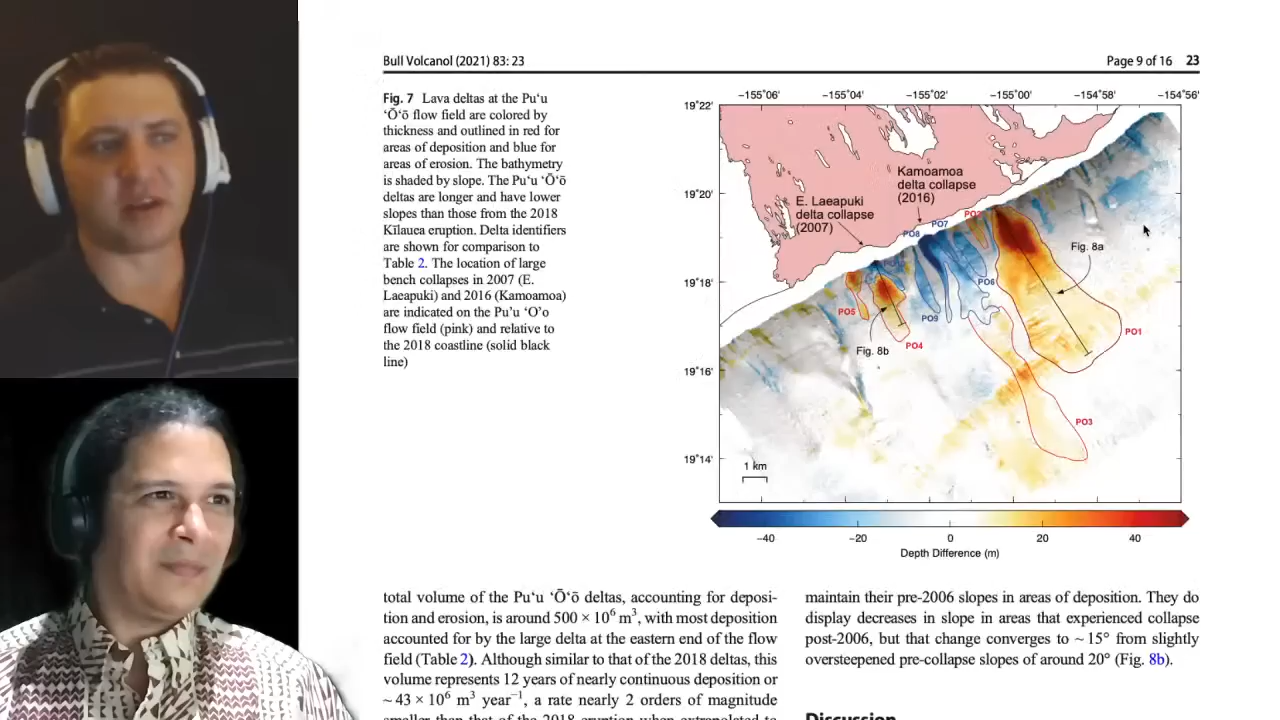 Bull Volcanol (2021) 83: 23
Page 9 of 16 23
Fig. 7 Lava deltas at the Puʻu
ʻŌʻō flow field are colored by
thickness and outlined in red for
areas of deposition and blue for
areas of erosion. The bathymetry
is shaded by slope. The Puʻu ʻŌʻō
deltas are longer and have lower
slopes than those from the 2018
Kīlauea eruption. Delta identifiers
are shown for comparison to
Table 2. The location of large
bench collapses in 2007 (E.
Laeapuki) and 2016 (Kamoamoa)
are indicated on the Pu'u 'O'o
flow field (pink) and relative to
the 2018 coastline (solid black
line)
−155˚06' −155˚04' −155˚02' −155˚00' −154˚58' −154˚56'
19˚22'
19˚20'
19˚18'
19˚16'
19˚14'
Kamoamoa
delta collapse
(2016)
E. Laeapuki
delta collapse
(2007)
PO7
PO8
Fig. 8a
PO6
PO5
PO9
PO4
PO1
Fig. 8b
PO3
1 km
−40 −20 0 20 40
Depth Difference (m)
total volume of the Puʻu ʻŌʻō deltas, accounting for deposi-
tion and erosion, is around 500 × 10⁶ m³, with most deposition
accounted for by the large delta at the eastern end of the flow
field (Table 2). Although similar to that of the 2018 deltas, this
volume represents 12 years of nearly continuous deposition or
~ 43 × 10⁶ m³ year⁻¹, a rate nearly 2 orders of magnitude
smaller than that of the 2018 eruption when extrapolated to
maintain their pre-2006 slopes in areas of deposition. They do
display decreases in slope in areas that experienced collapse
post-2006, but that change converges to ~ 15° from slightly
oversteepened pre-collapse slopes of around 20° (Fig. 8b).
Discussion